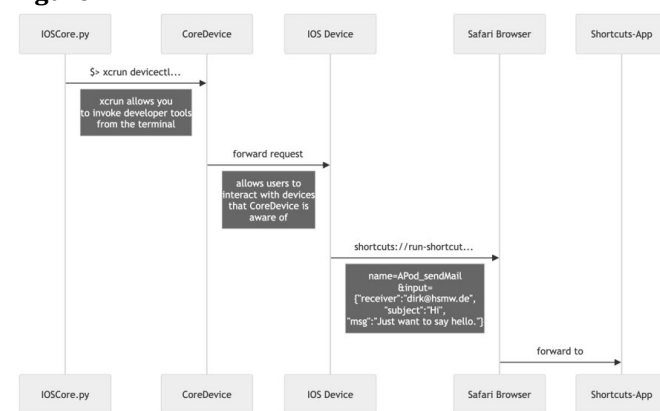 IOSCore.py
CoreDevice
IOS Device
Safari Browser
Shortcuts-App
$> xcrun devicectl...
xcrun allows you
to invoke developer tools
from the terminal
forward request
allows users to
interact with devices
that CoreDevice is
aware of
shortcuts://run-shortcut...
name=APod_sendMail
&input=
{"receiver":"dirk@hsmw.de",
"subject":"Hi",
"msg":"Just want to say hello."}
forward to
IOSCore.py
CoreDevice
IOS Device
Safari Browser
Shortcuts-App